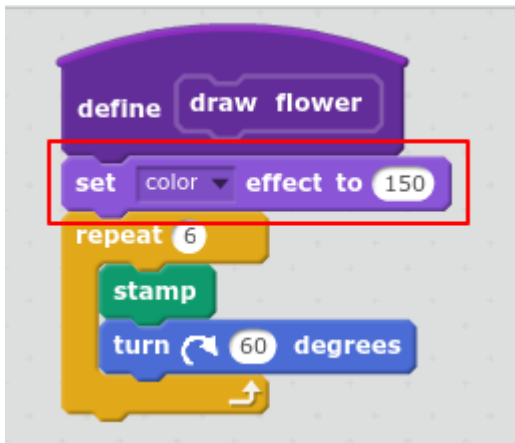 define draw flower
set color effect to 150
repeat 6
stamp
turn 60 degrees